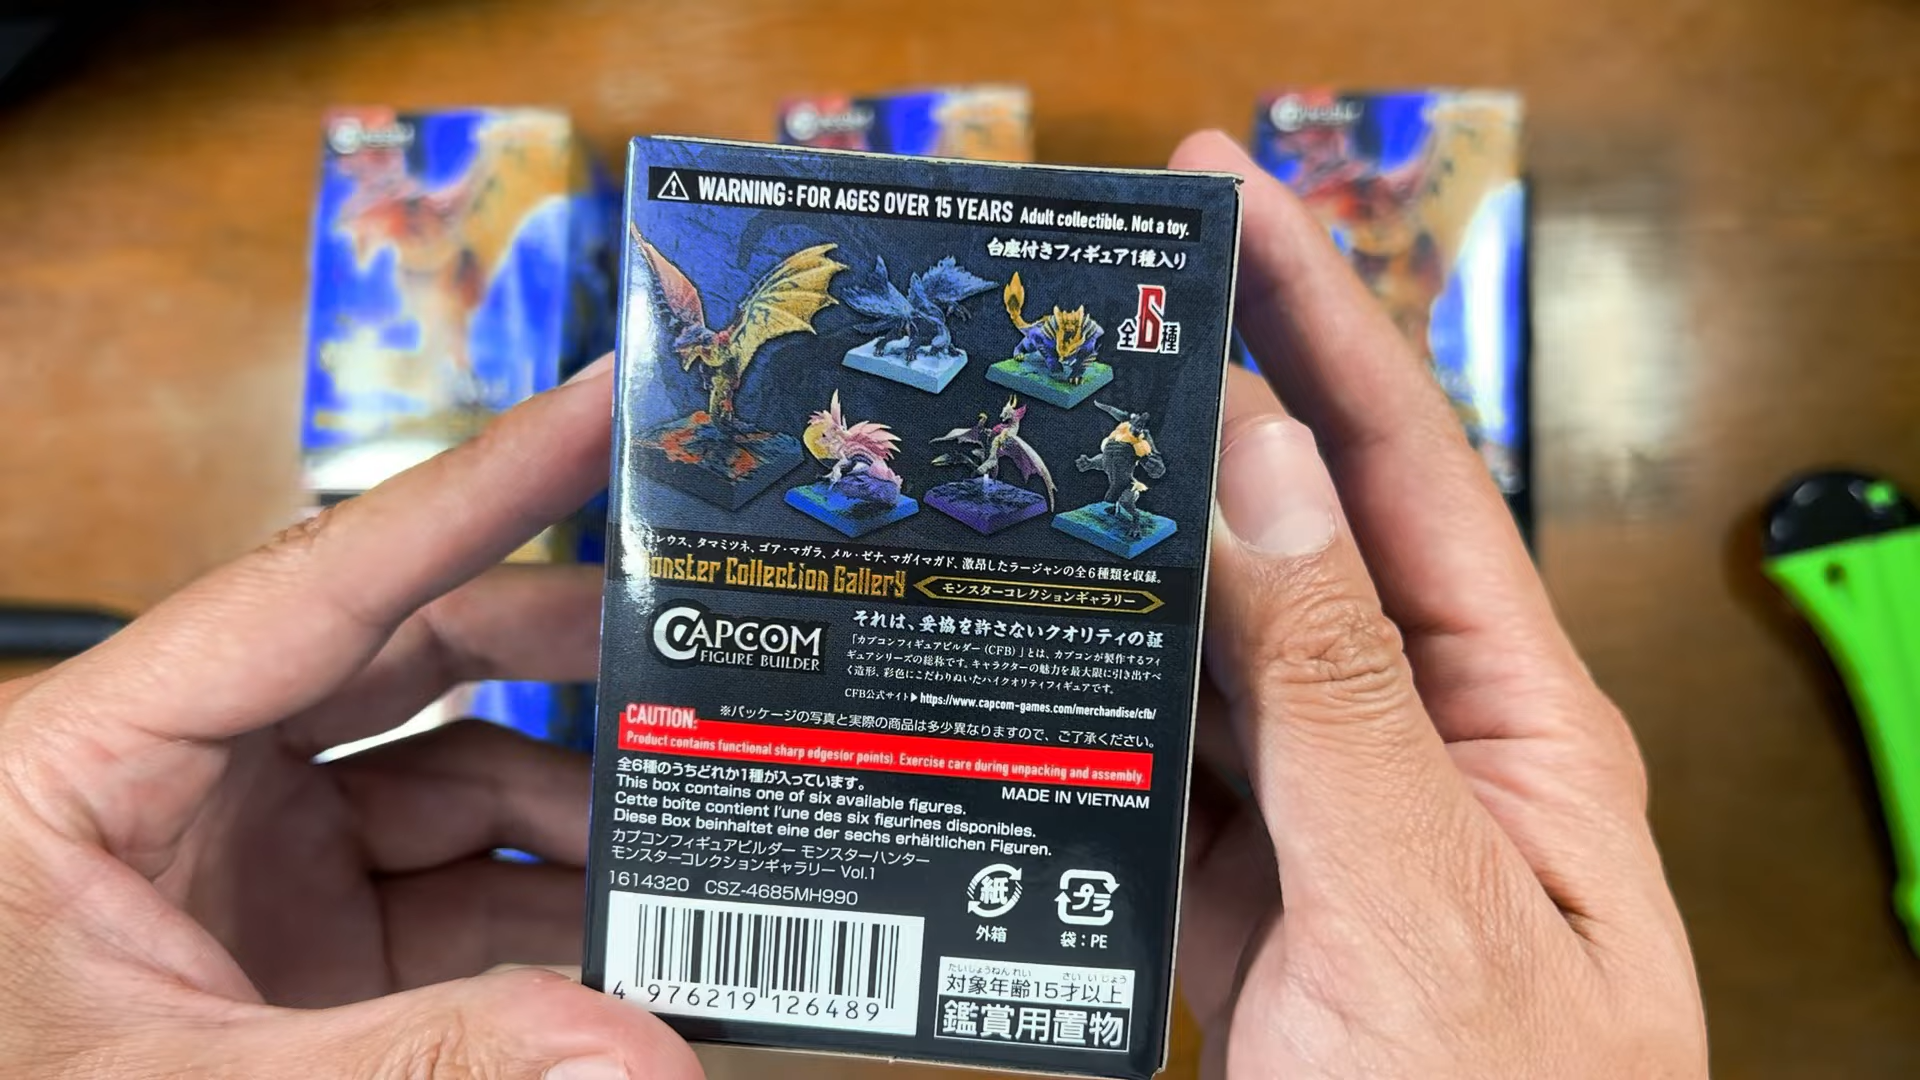 WARNING: FOR AGES OVER 15 YEARS Adult collectible. Not a toy.
台座付きフィギュア1種入り
全6種
レウス、タマミツネ、ゴア・マガラ、メル・ゼナ、マガイマガド、激昂したラージャンの全6種類を収録。
onster Collection Gallery モンスターコレクションギャラリー
CAPCOM
FIGURE BUILDER
それは、妥協を許さないクオリティの証
「カプコンフィギュアビルダー(CFB)」とは、カプコンが製作するフィ
ギュアシリーズの総称です。キャラクターの魅力を最大限に引き出すべ
く造形、彩色にこだわりぬいたハイクオリティフィギュアです。
CFB公式サイト▶https://www.capcom-games.com/merchandise/cfb/
※パッケージの写真と実際の商品は多少異なりますので、ご了承ください。
CAUTION:
Product contains functional sharp edges(or points). Exercise care during unpacking and assembly.
全6種のうちどれか1種が入っています。
MADE IN VIETNAM
This box contains one of six available figures.
Cette boîte contient l'une des six figurines disponibles.
Diese Box beinhaltet eine der sechs erhältlichen Figuren.
カプコンフィギュアビルダー モンスターハンター
モンスターコレクションギャラリー Vol.1
1614320 CSZ-4685MH990
紙
外箱
プラ
袋：PE
4 976219 126489
たいしょうねんれい さいいじょう
対象年齢15才以上
鑑賞用置物